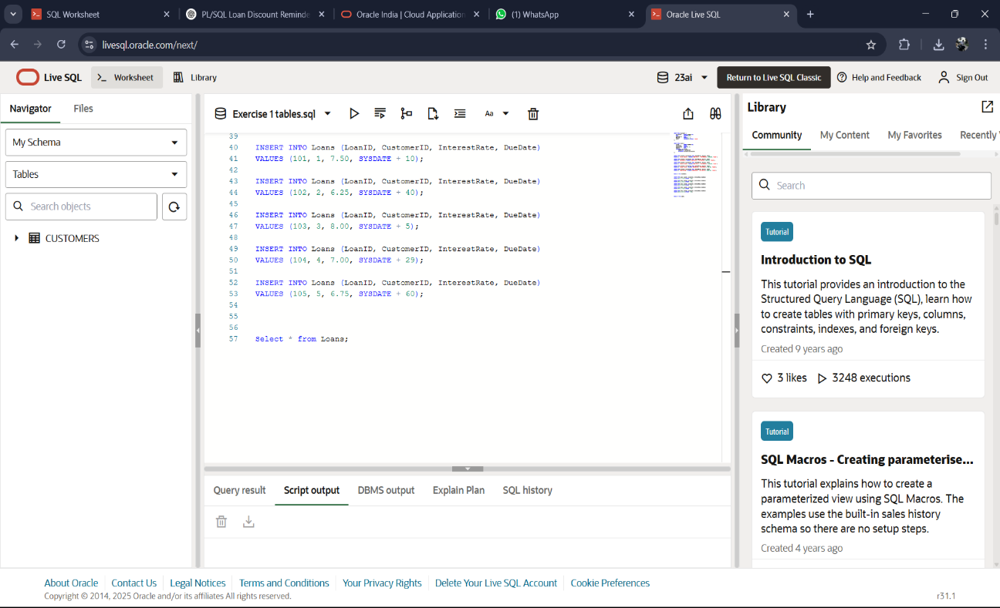 SQL Worksheet
PL/SQL Loan Discount Reminde
Oracle India | Cloud Application
(1) WhatsApp
Oracle Live SQL
livesql.oracle.com/next/
Live SQL
Worksheet
Library
23ai
Return to Live SQL Classic
Help and Feedback
Sign Out
Navigator
Files
My Schema
Tables
Search objects
CUSTOMERS
Exercise 1 tables.sql
Aa
39
40 INSERT INTO Loans (LoanID, CustomerID, InterestRate, DueDate)
41 VALUES (101, 1, 7.50, SYSDATE + 10);
42
43 INSERT INTO Loans (LoanID, CustomerID, InterestRate, DueDate)
44 VALUES (102, 2, 6.25, SYSDATE + 40);
45
46 INSERT INTO Loans (LoanID, CustomerID, InterestRate, DueDate)
47 VALUES (103, 3, 8.00, SYSDATE + 5);
48
49 INSERT INTO Loans (LoanID, CustomerID, InterestRate, DueDate)
50 VALUES (104, 4, 7.00, SYSDATE + 29);
51
52 INSERT INTO Loans (LoanID, CustomerID, InterestRate, DueDate)
53 VALUES (105, 5, 6.75, SYSDATE + 60);
54
55
56
57 Select * from Loans;
Query result
Script output
DBMS output
Explain Plan
SQL history
Library
Community
My Content
My Favorites
Recently
Search
Tutorial
Introduction to SQL
This tutorial provides an introduction to the
Structured Query Language (SQL), learn how
to create tables with primary keys, columns,
constraints, indexes, and foreign keys.
Created 9 years ago
3 likes
3248 executions
Tutorial
SQL Macros - Creating parameterise...
This tutorial explains how to create a
parameterized view using SQL Macros. The
examples use the built-in sales history
schema so there are no setup steps.
Created 4 years ago
About Oracle
Contact Us
Legal Notices
Terms and Conditions
Your Privacy Rights
Delete Your Live SQL Account
Cookie Preferences
Copyright © 2014, 2025 Oracle and/or its affiliates All rights reserved.
r31.1